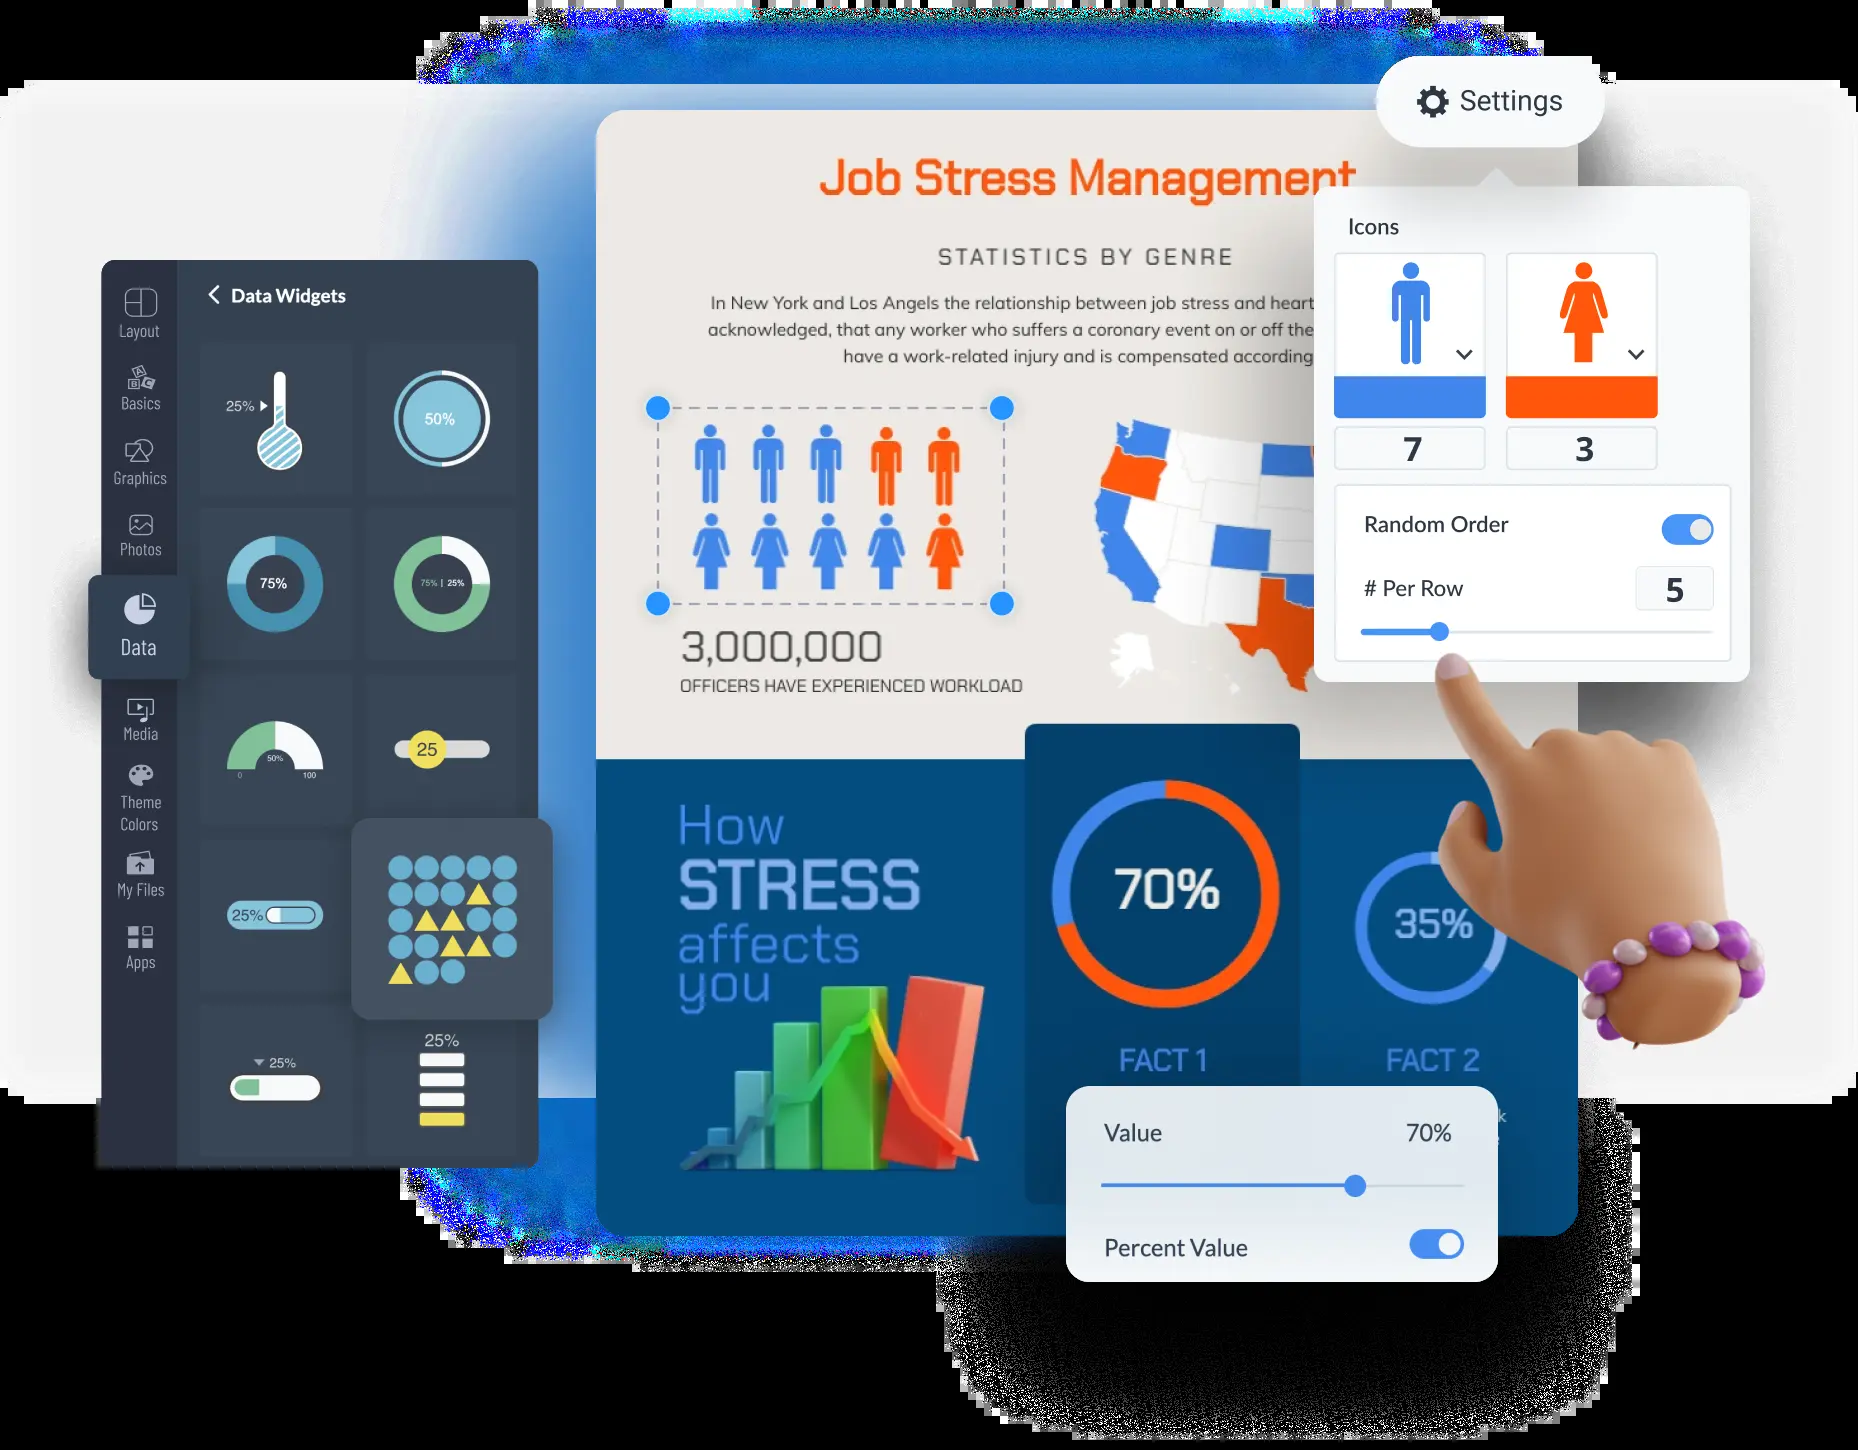 Settings
Job Stress Management
STATISTICS BY GENRE
In New York and Los Angels the relationship between job stress and heart
acknowledged, that any worker who suffers a coronary event on or off the
have a work-related injury and is compensated according
Icons
7
3
Random Order
# Per Row
5
Layout
Basics
Graphics
Photos
Data
Media
Theme
Colors
My Files
Apps
Data Widgets
25%
50%
75%
75% | 25%
50%
0
100
25
25%
25%
25%
3,000,000
OFFICERS HAVE EXPERIENCED WORKLOAD
How
STRESS
affects
you
70%
FACT 1
35%
FACT 2
Value
70%
Percent Value